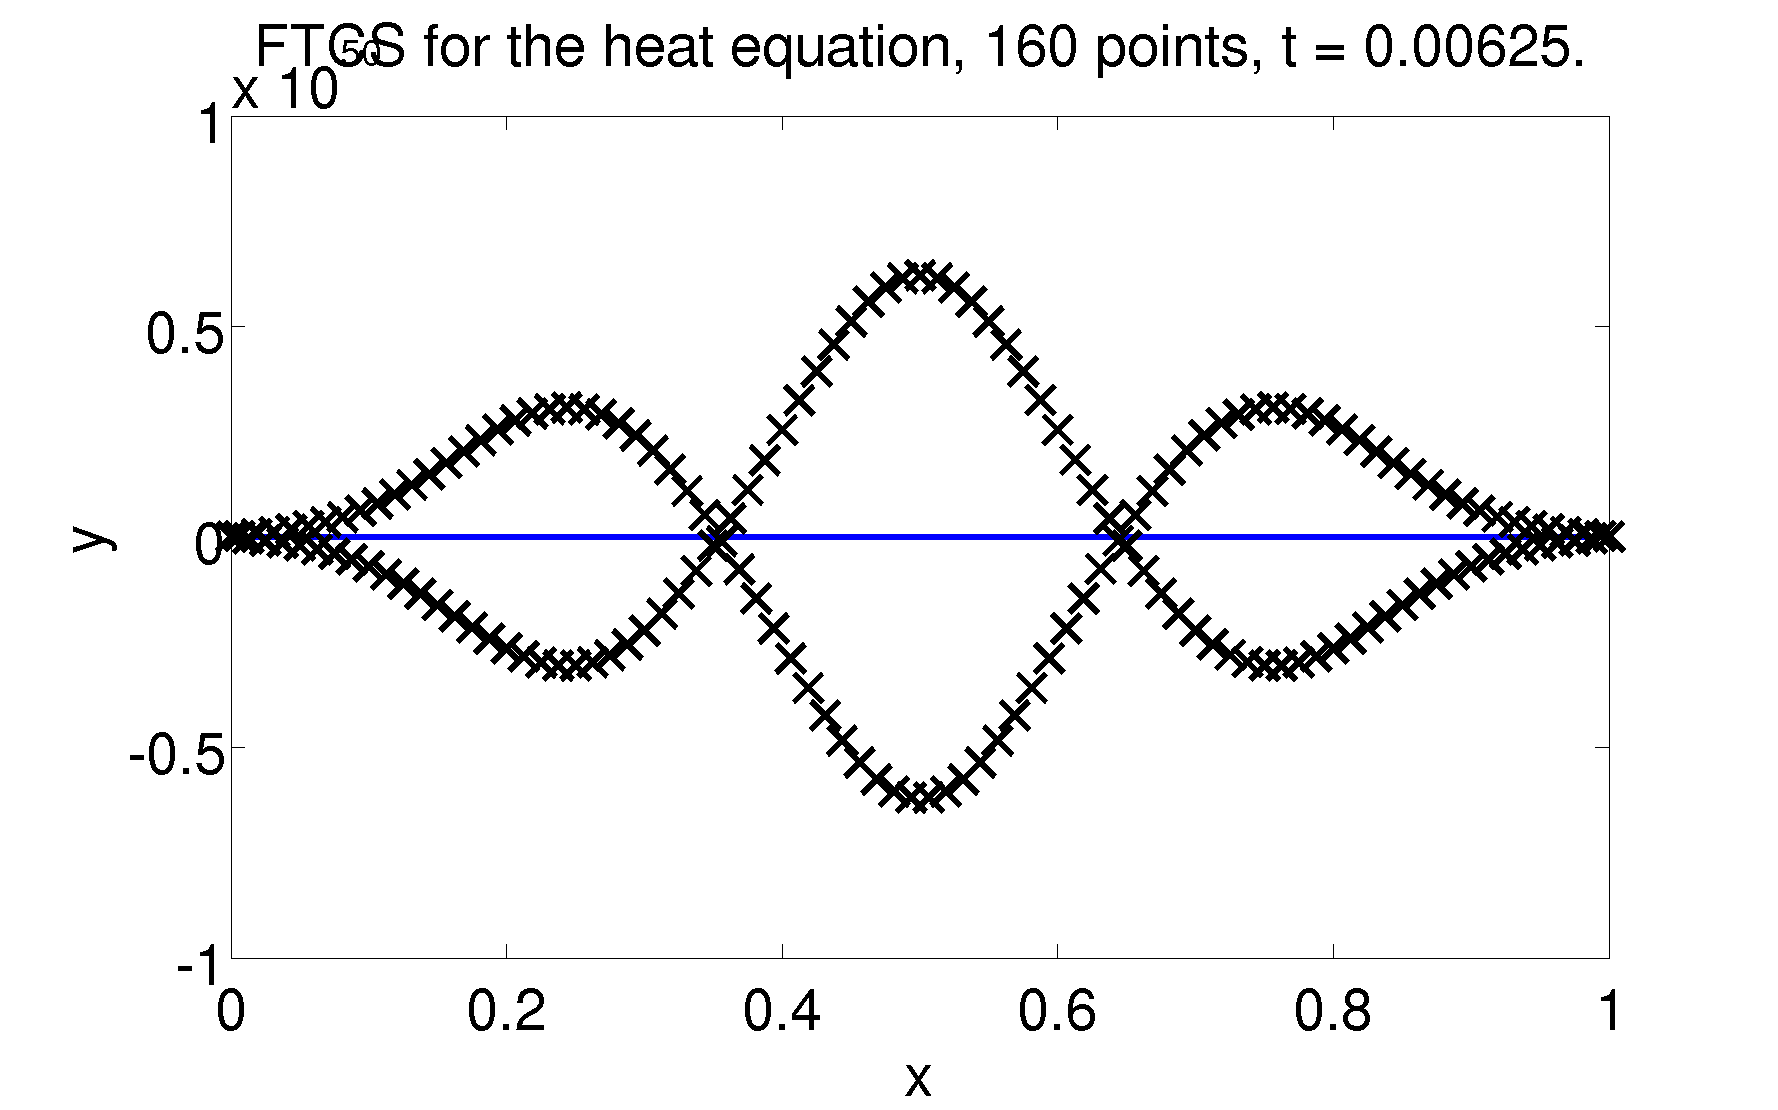 FTCS for the heat equation, 160 points, t = 0.00625.
x 10^50
1
0.5
0
-0.5
-1
y
0 0.2 0.4 0.6 0.8 1
x